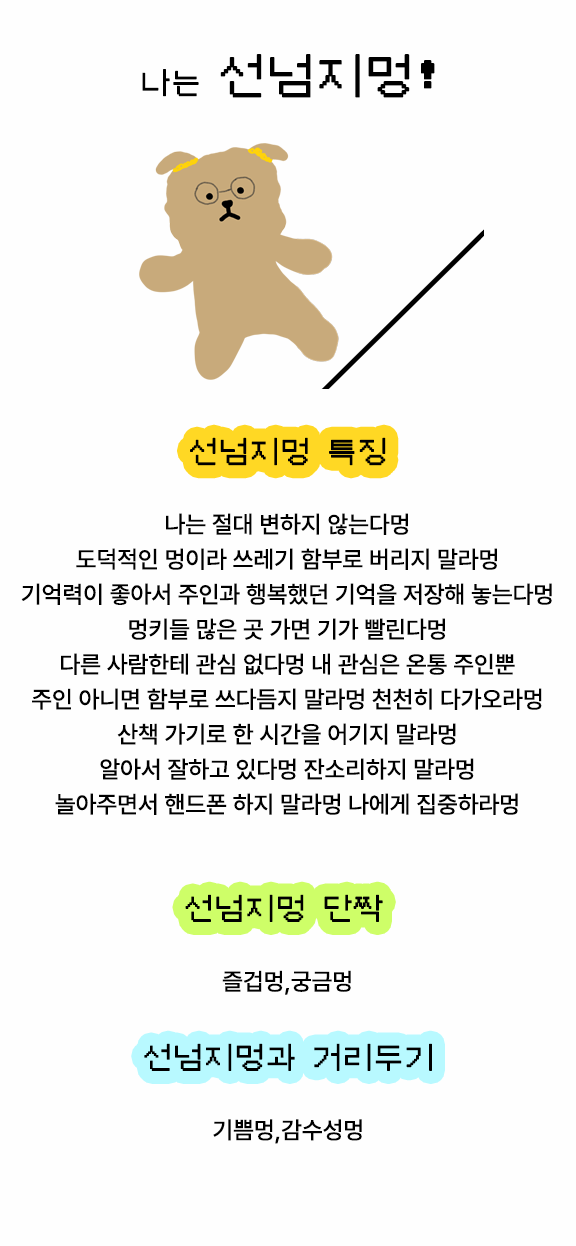 나는 선넘지멍!
선넘지멍 특징
나는 절대 변하지 않는다멍
도덕적인 멍이라 쓰레기 함부로 버리지 말라멍
기억력이 좋아서 주인과 행복했던 기억을 저장해 놓는다멍
멍키들 많은 곳 가면 기가 빨린다멍
다른 사람한테 관심 없다멍 내 관심은 온통 주인뿐
주인 아니면 함부로 쓰다듬지 말라멍 천천히 다가오라멍
산책 가기로 한 시간을 어기지 말라멍
알아서 잘하고 있다멍 잔소리하지 말라멍
놀아주면서 핸드폰 하지 말라멍 나에게 집중하라멍
선넘지멍 단짝
즐겁멍,궁금멍
선넘지멍과 거리두기
기쁨멍,감수성멍